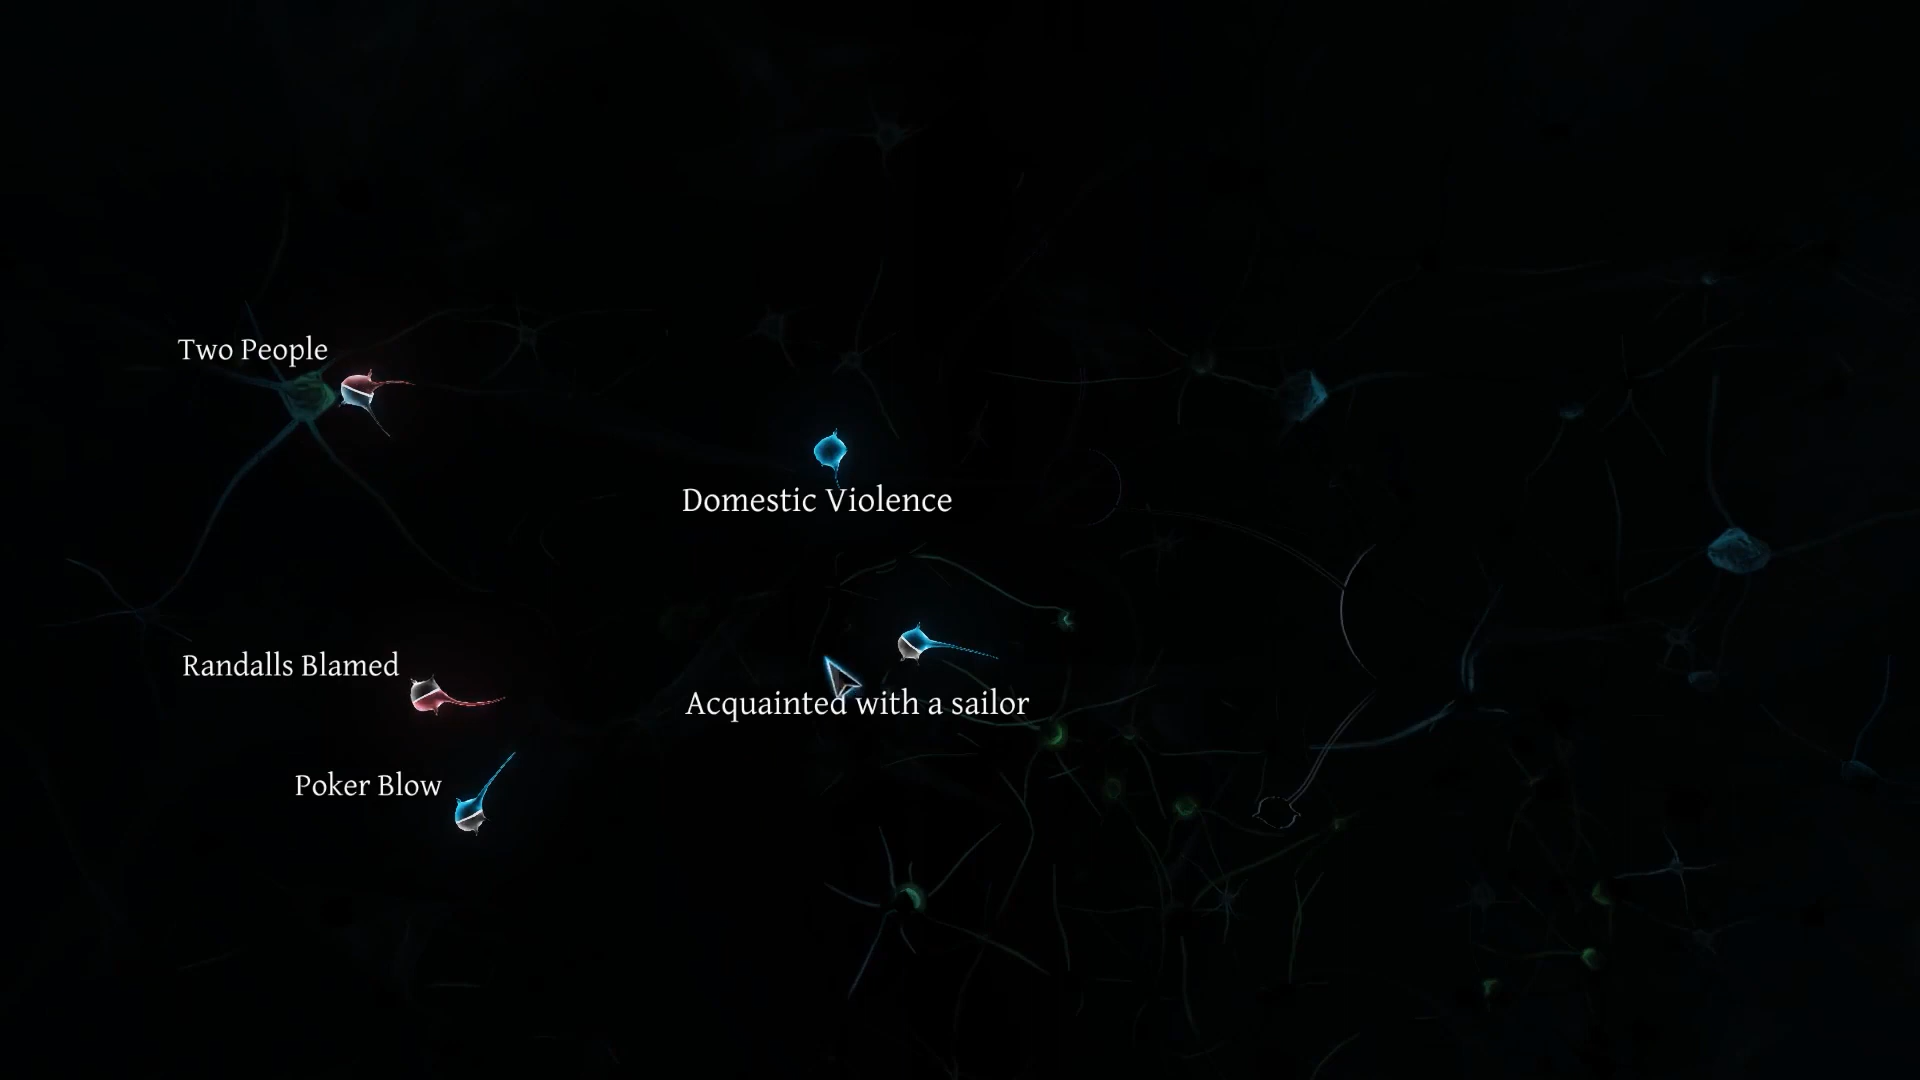 Two People
Domestic Violence
Randalls Blamed
Acquainted with a sailor
Poker Blow